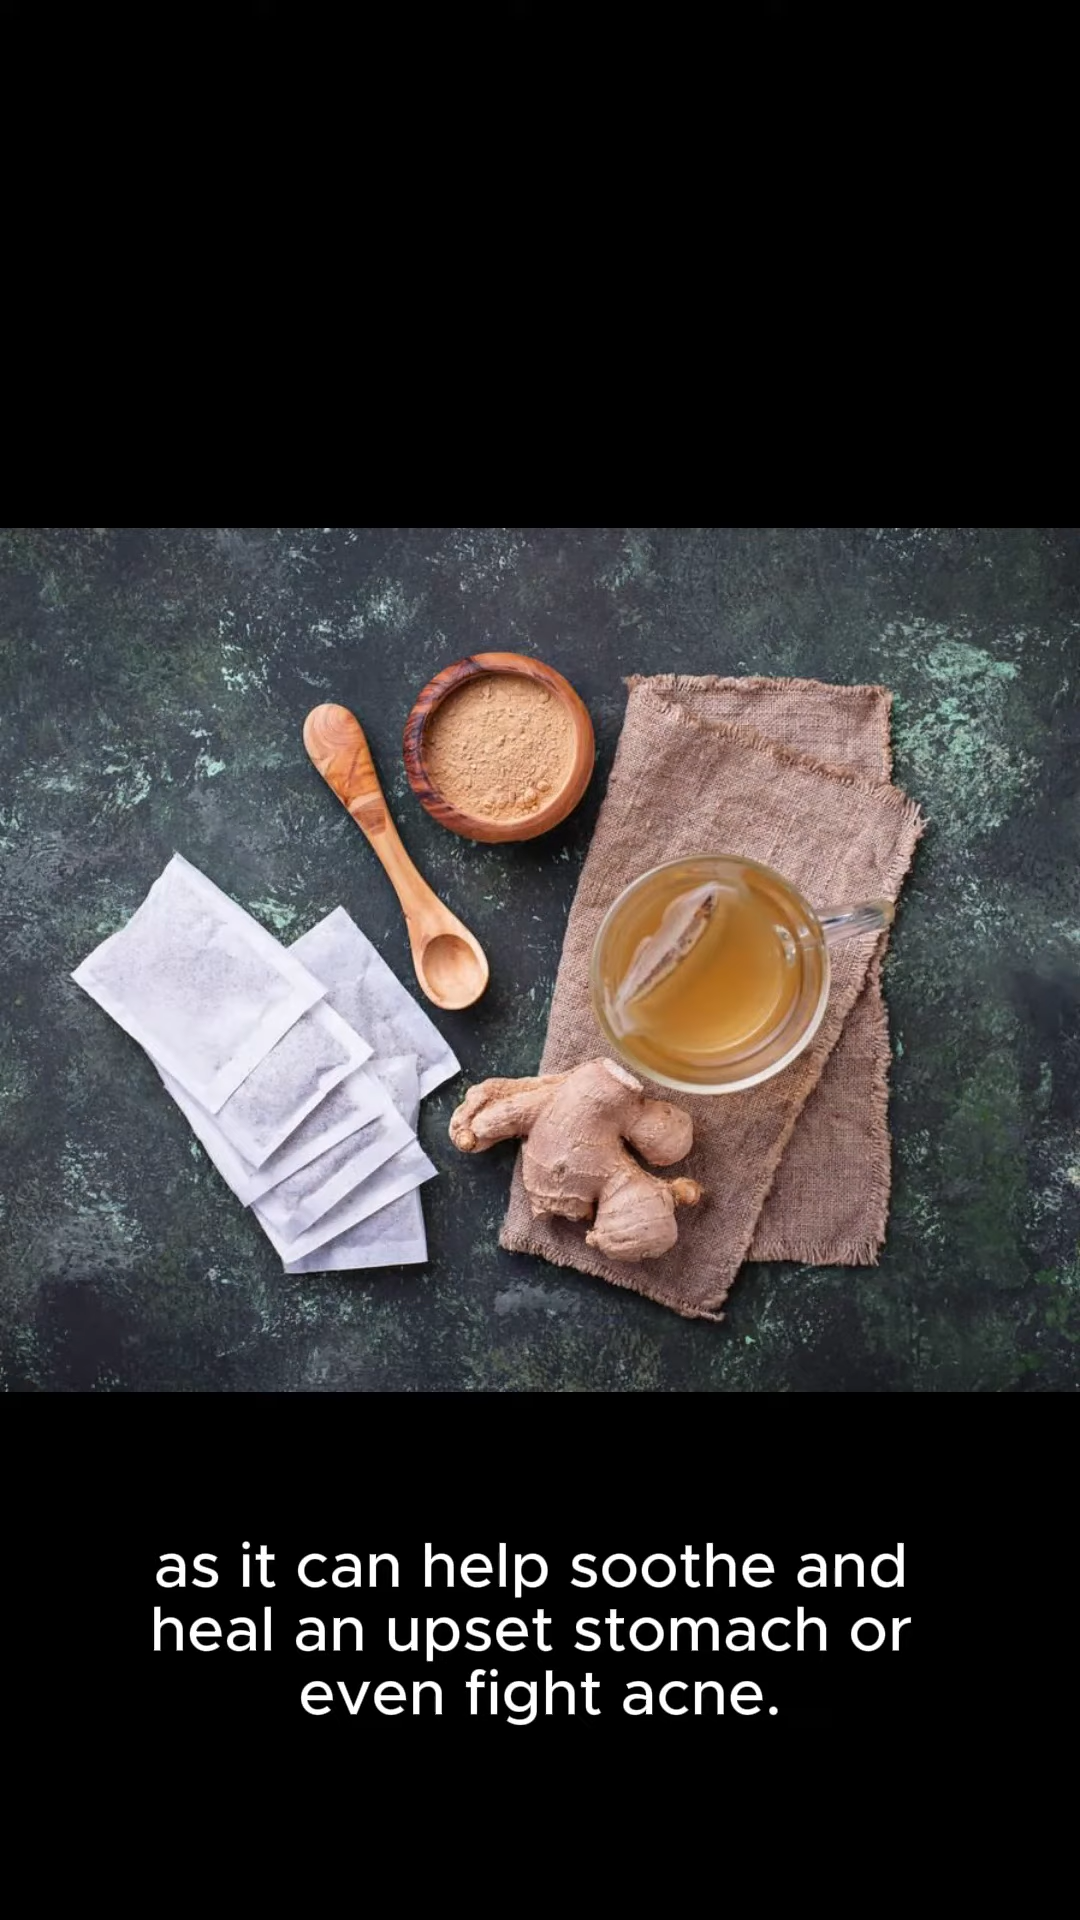 as it can help soothe and
heal an upset stomach or
even fight acne.